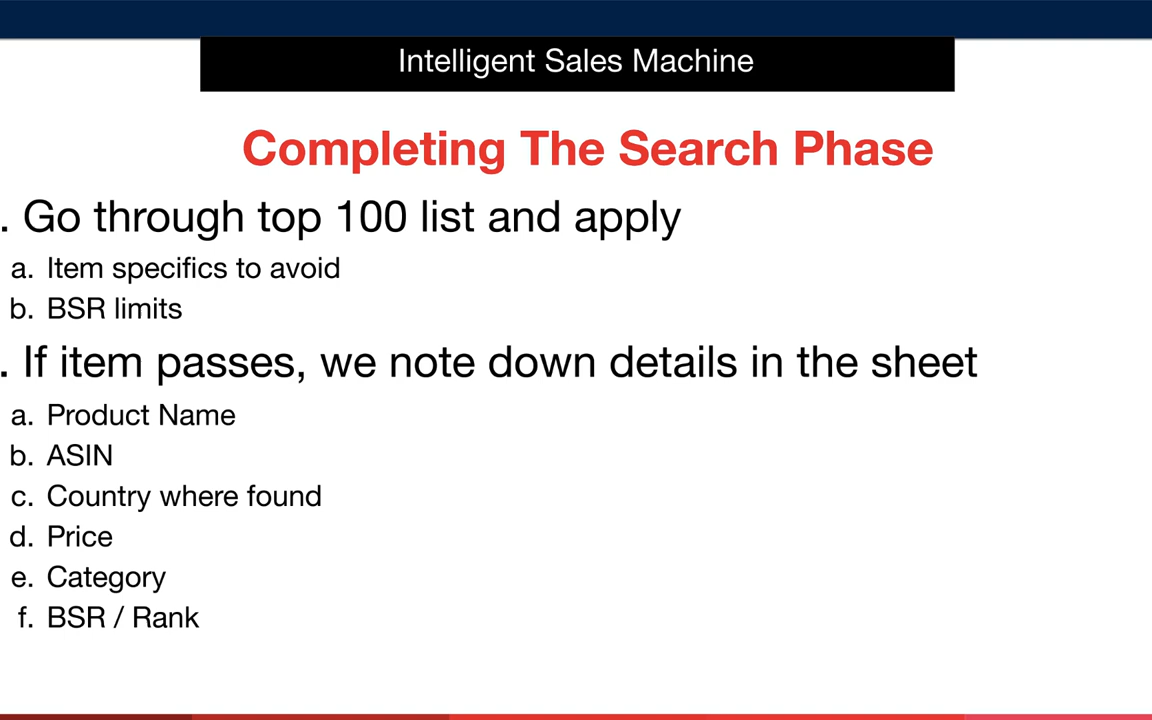 Intelligent Sales Machine
Completing The Search Phase
. Go through top 100 list and apply
a. Item specifics to avoid
b. BSR limits
. If item passes, we note down details in the sheet
a. Product Name
b. ASIN
c. Country where found
d. Price
e. Category
f. BSR / Rank